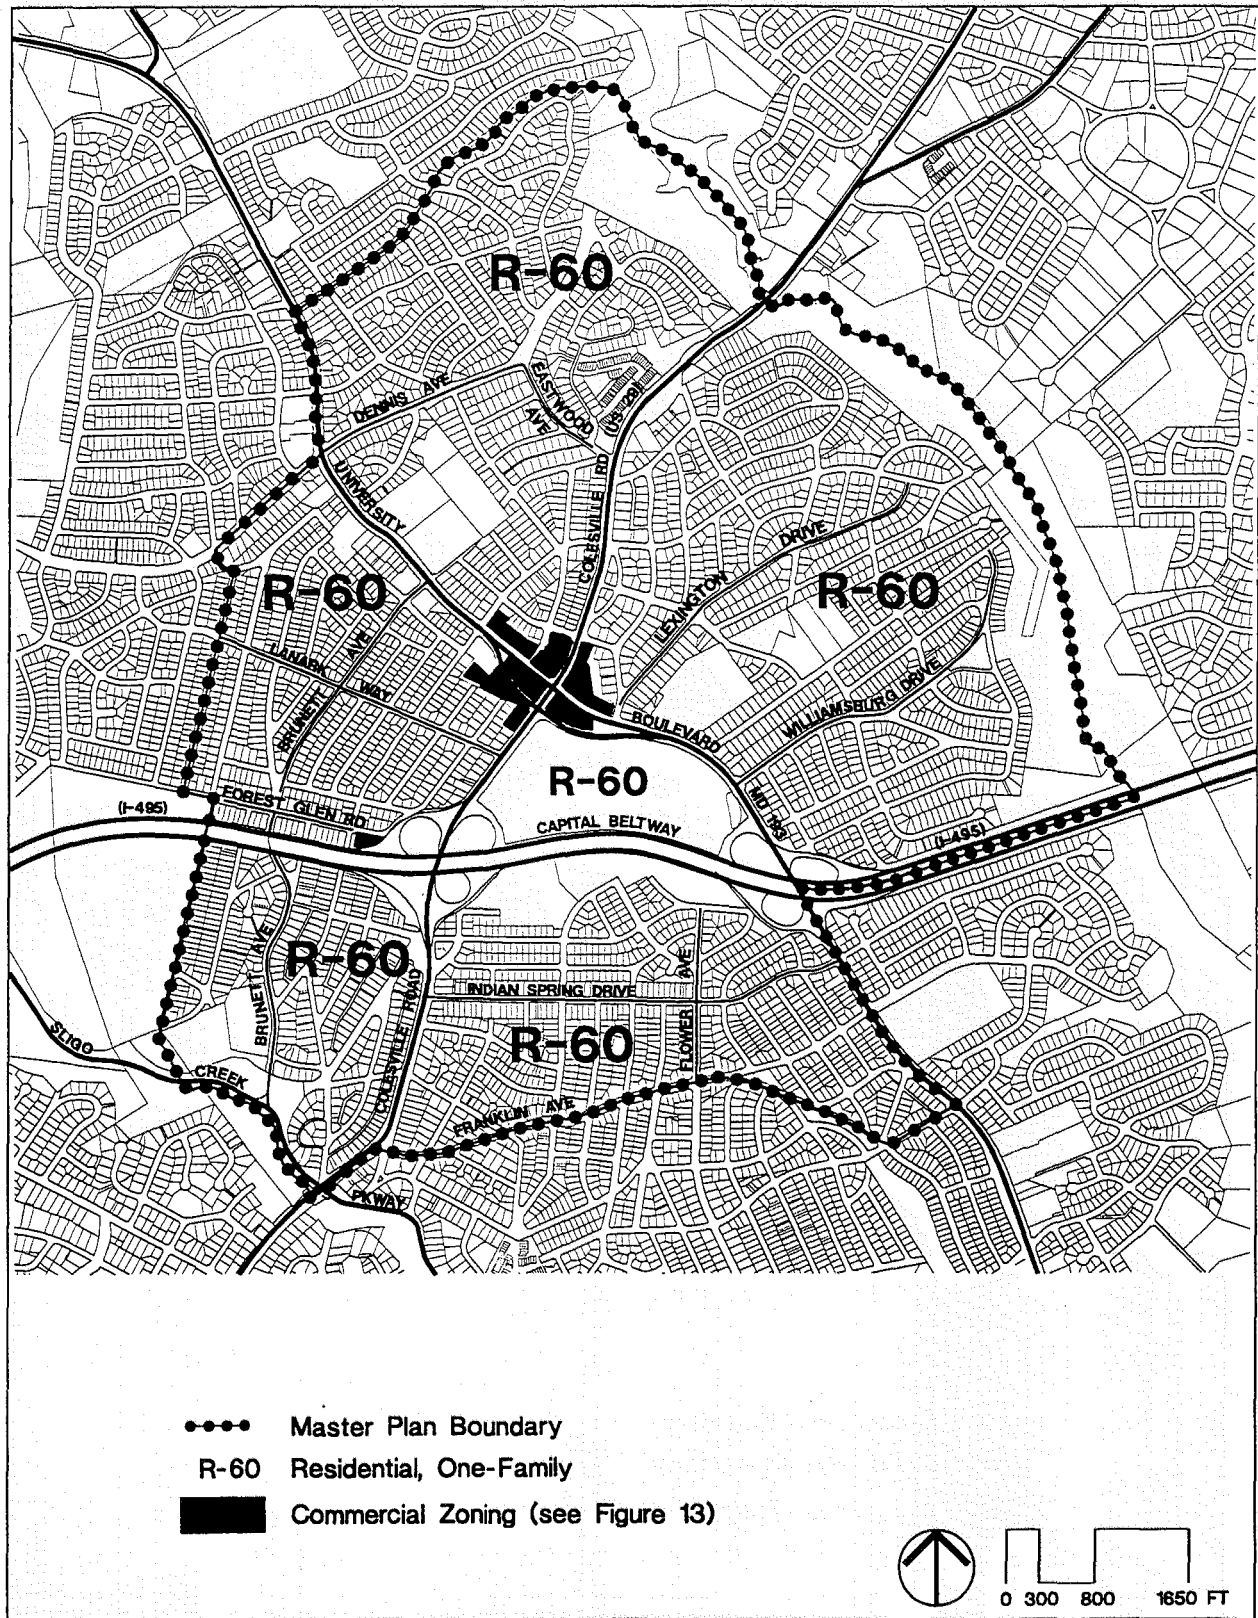 R-60
EASTWOOD
AVE
DENNIS AVE
(US 29)
UNIVERSITY
COLESVILLE RD
R-60
LEXINGTON DRIVE
R-60
LANARK WAY
BRUNETT AVE
WILLIAMSBURG DRIVE
BOULEVARD
R-60
MD 193
FOREST GLEN RD
(I-495)
CAPITAL BELTWAY
(I-495)
R-60
BRUNETT AVE
COLESVILLE ROAD
INDIAN SPRING DRIVE
FLOWER AVE
R-60
SLIGO
CREEK
FRANKLIN AVE
PKWAY
Master Plan Boundary
R-60 Residential, One-Family
Commercial Zoning (see Figure 13)
0 300 800 1650 FT